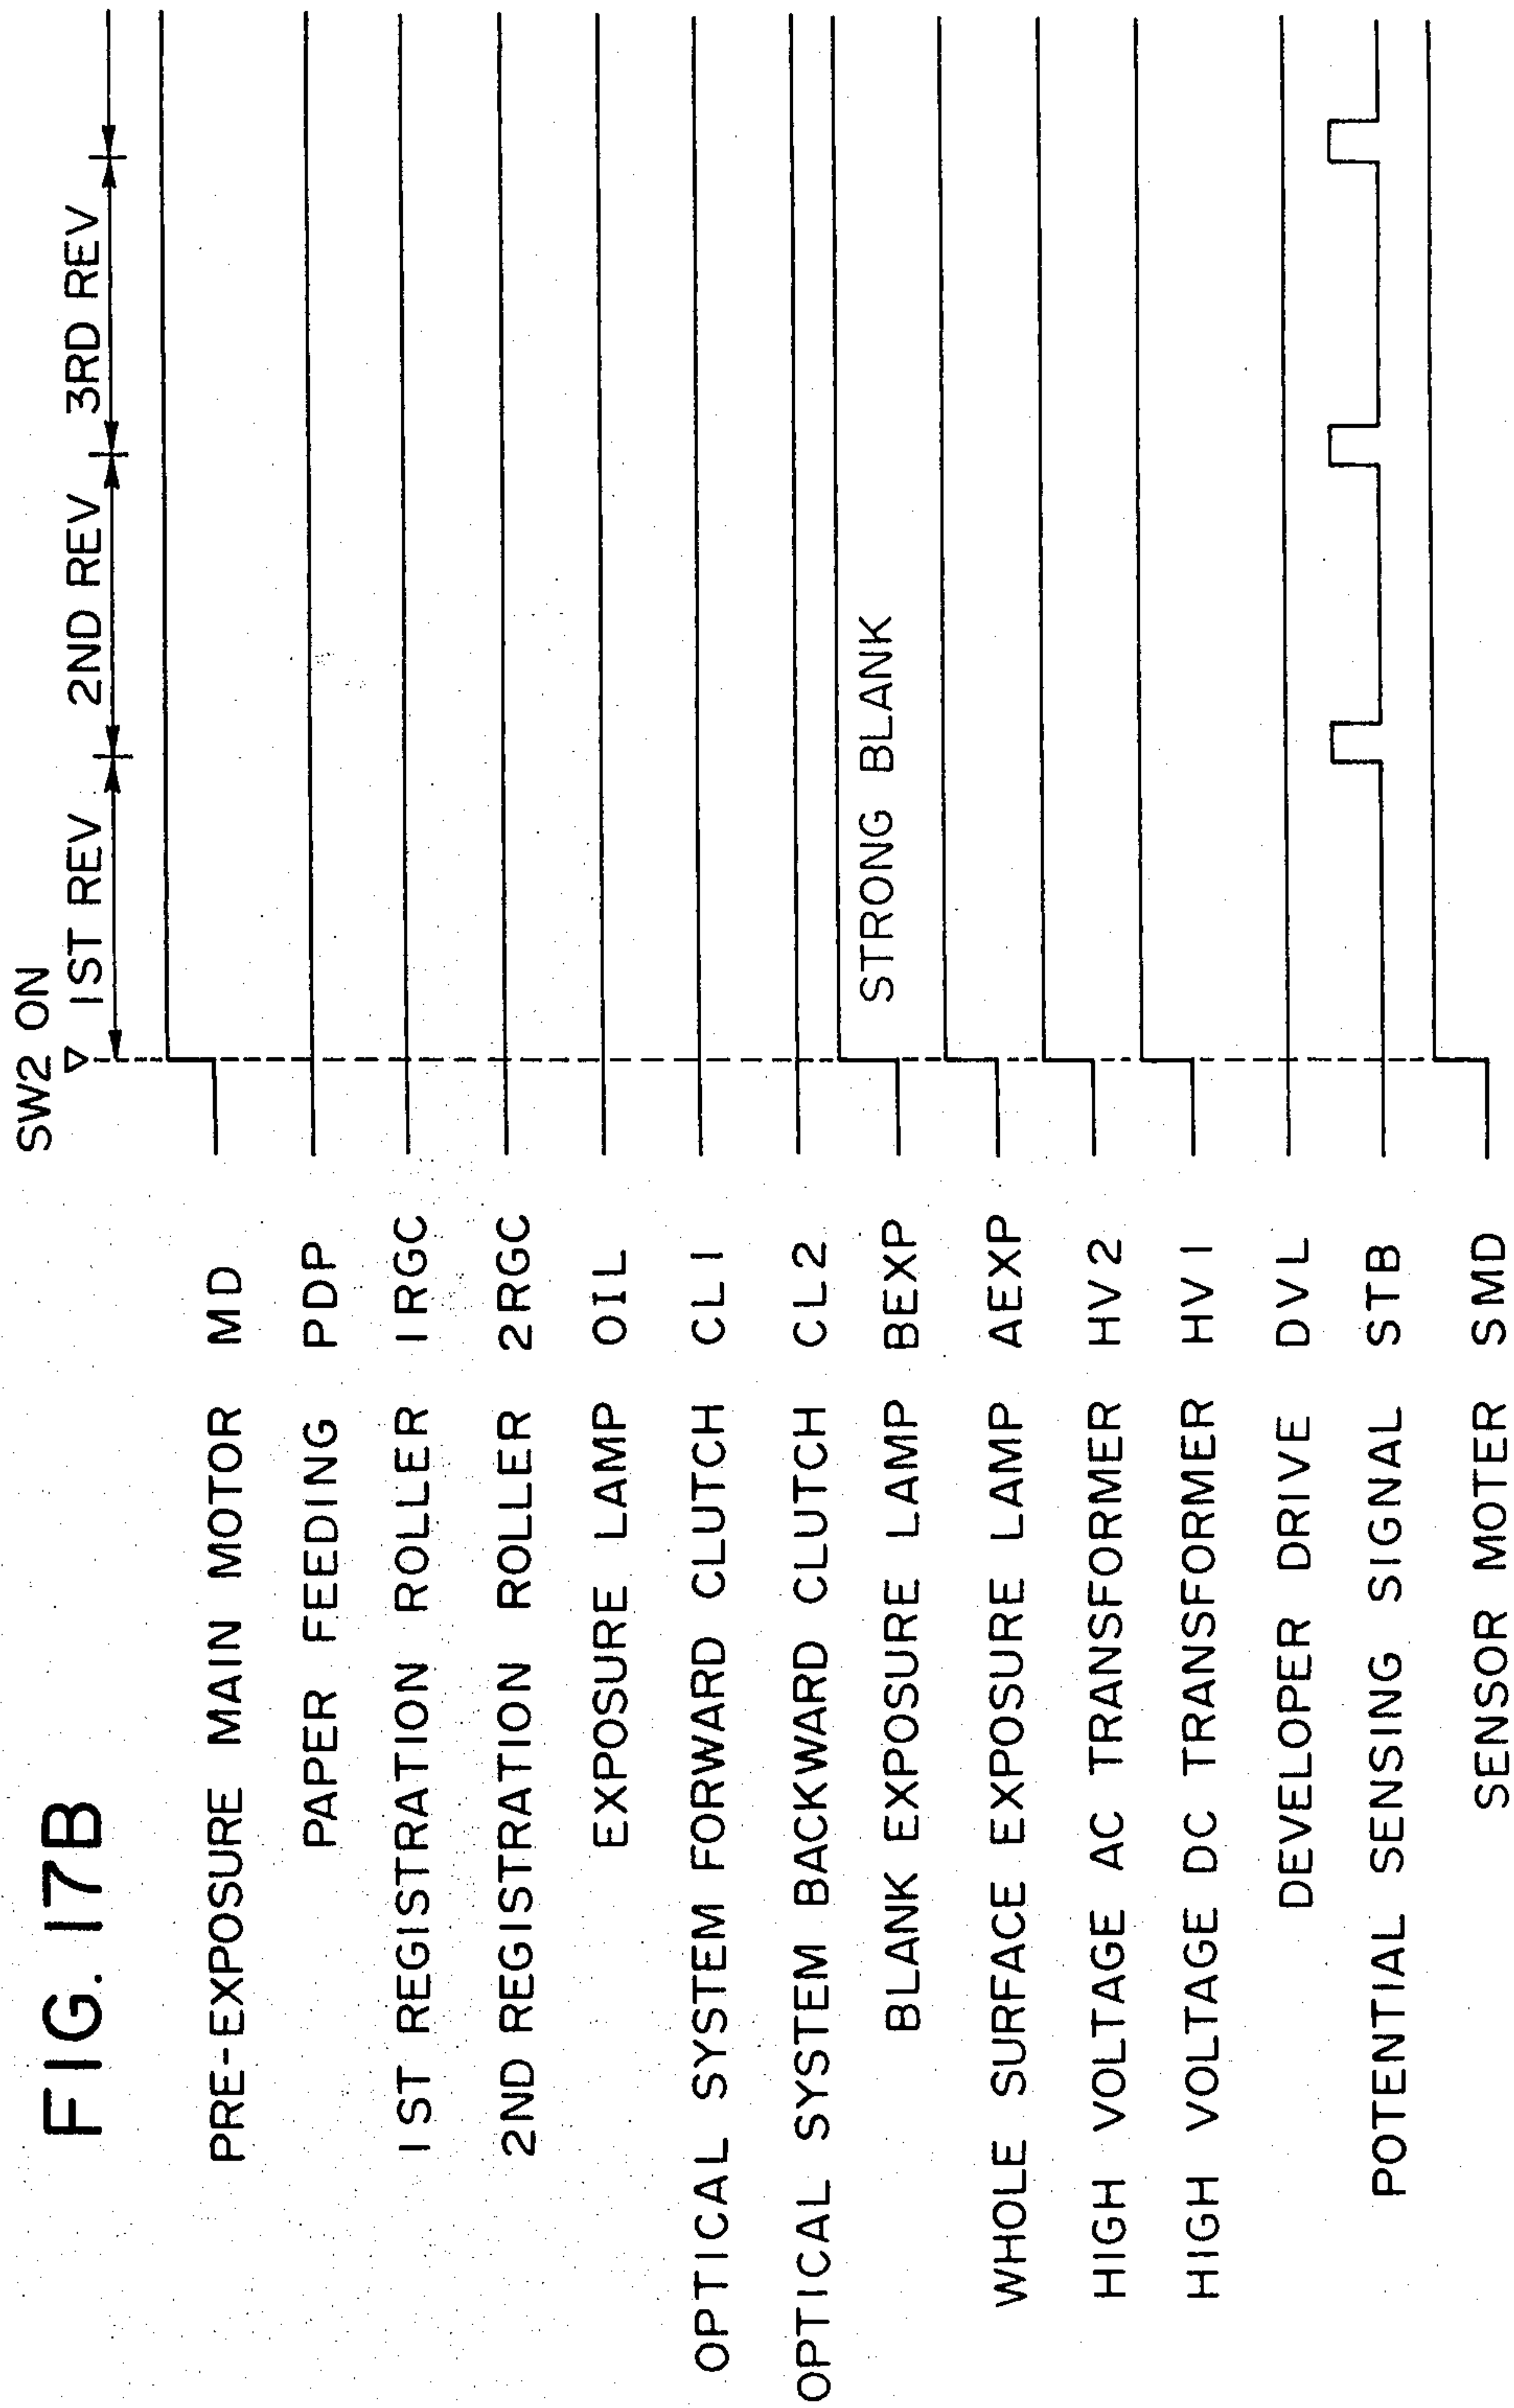 FIG. 17B
SW2 ON
1ST REV 2ND REV 3RD REV
PRE-EXPOSURE MAIN MOTOR MD
PAPER FEEDING PDP
1ST REGISTRATION ROLLER 1RGC
2ND REGISTRATION ROLLER 2RGC
EXPOSURE LAMP OIL
OPTICAL SYSTEM FORWARD CLUTCH CL1
OPTICAL SYSTEM BACKWARD CLUTCH CL2
BLANK EXPOSURE LAMP BEXP
STRONG BLANK
WHOLE SURFACE EXPOSURE LAMP AEXP
HIGH VOLTAGE AC TRANSFORMER HV2
HIGH VOLTAGE DC TRANSFORMER HV1
DEVELOPER DRIVE DVL
POTENTIAL SENSING SIGNAL STB
SENSOR MOTER SMD